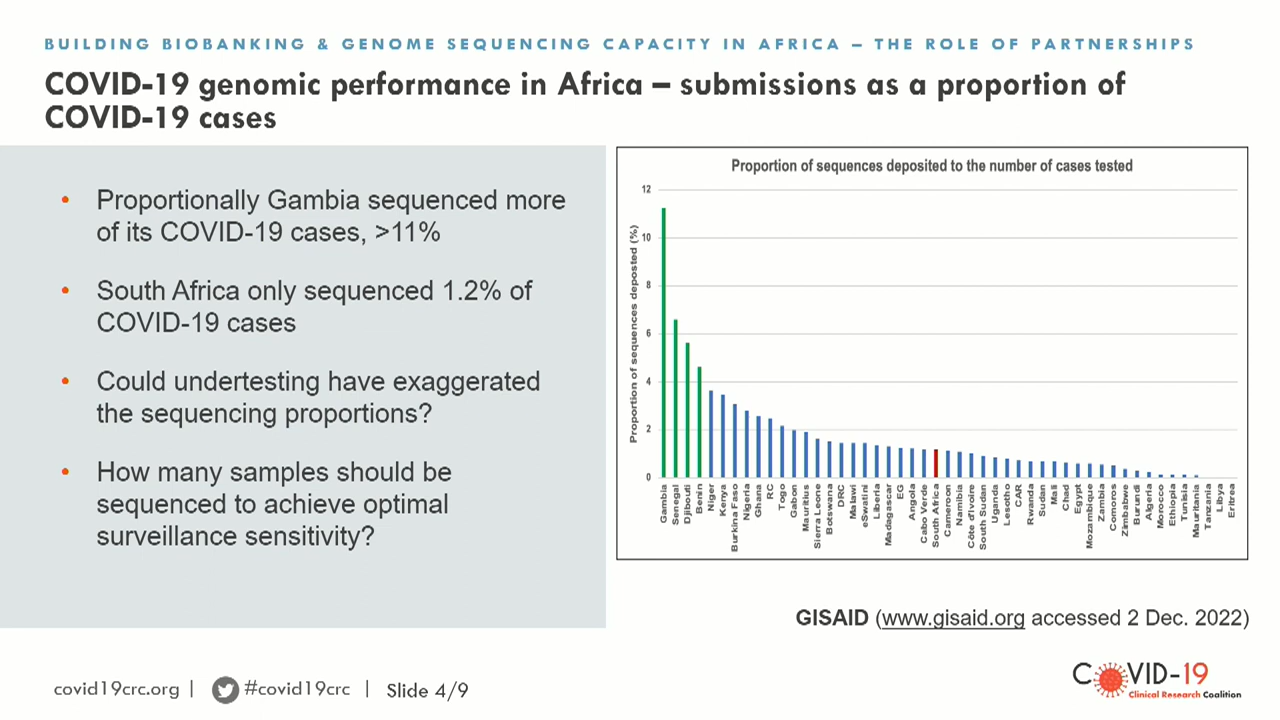 BUILDING BIOBANKING & GENOME SEQUENCING CAPACITY IN AFRICA – THE ROLE OF PARTNERSHIPS
COVID-19 genomic performance in Africa – submissions as a proportion of
COVID-19 cases
• Proportionally Gambia sequenced more
of its COVID-19 cases, >11%
• South Africa only sequenced 1.2% of
COVID-19 cases
• Could undertesting have exaggerated
the sequencing proportions?
• How many samples should be
sequenced to achieve optimal
surveillance sensitivity?
Proportion of sequences deposited to the number of cases tested
Proportion of sequences deposted (%)
12
10
8
6
4
2
0
Gambia
Senegal
Djibouti
Benin
Niger
Kenya
Burkina Faso
Nigeria
Ghana
RC
Togo
Gabon
Mauritius
Sierra Leone
Botswana
DRC
Malawi
eSwatini
Liberia
Madagascar
EG
Angola
Cabo Verde
South Africa
Cameroon
Namibia
Côte d'Ivoire
South Sudan
Uganda
Lesotho
CAR
Rwanda
Sudan
Mali
Chad
Egypt
Mozambique
Zambia
Comoros
Zimbabwe
Burundi
Algeria
Morocco
Ethiopia
Tunisia
Mauritania
Tanzania
Libya
Eritrea
GISAID (www.gisaid.org accessed 2 Dec. 2022)
covid19crc.org | #covid19crc | Slide 4/9
COVID-19
Clinical Research Coalition